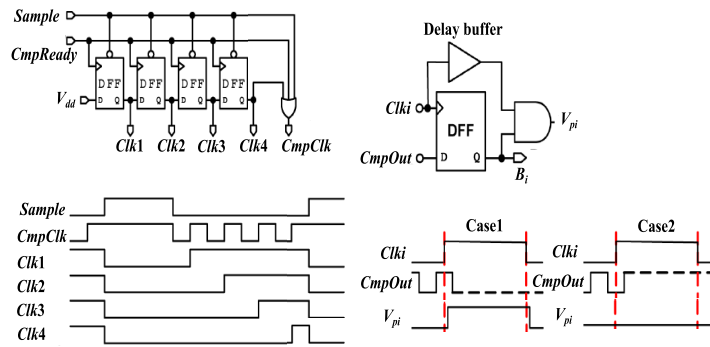 Sample
CmpReady
DFF DFF DFF DFF
Vdd D Q D Q D Q D Q
Clk1 Clk2 Clk3 Clk4 CmpClk
Delay buffer
Clki
DFF
Vpi
CmpOut D Q
Bi
Sample
CmpClk
Clk1
Clk2
Clk3
Clk4
Case1
Clki
CmpOut
Vpi
Case2
Clki
CmpOut
Vpi